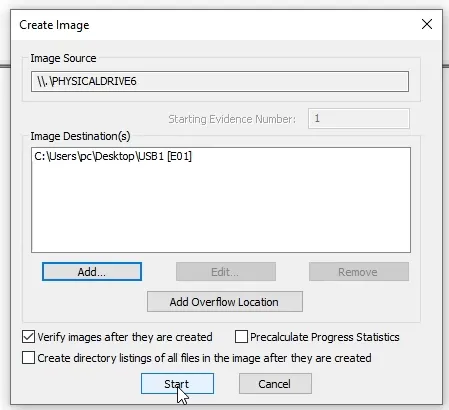 Create Image
Image Source
\\.\PHYSICALDRIVE6
Starting Evidence Number: 1
Image Destination(s)
C:\Users\pc\Desktop\USB1 [E01]
Add... Edit... Remove
Add Overflow Location
Verify images after they are created Precalculate Progress Statistics
Create directory listings of all files in the image after they are created
Start Cancel